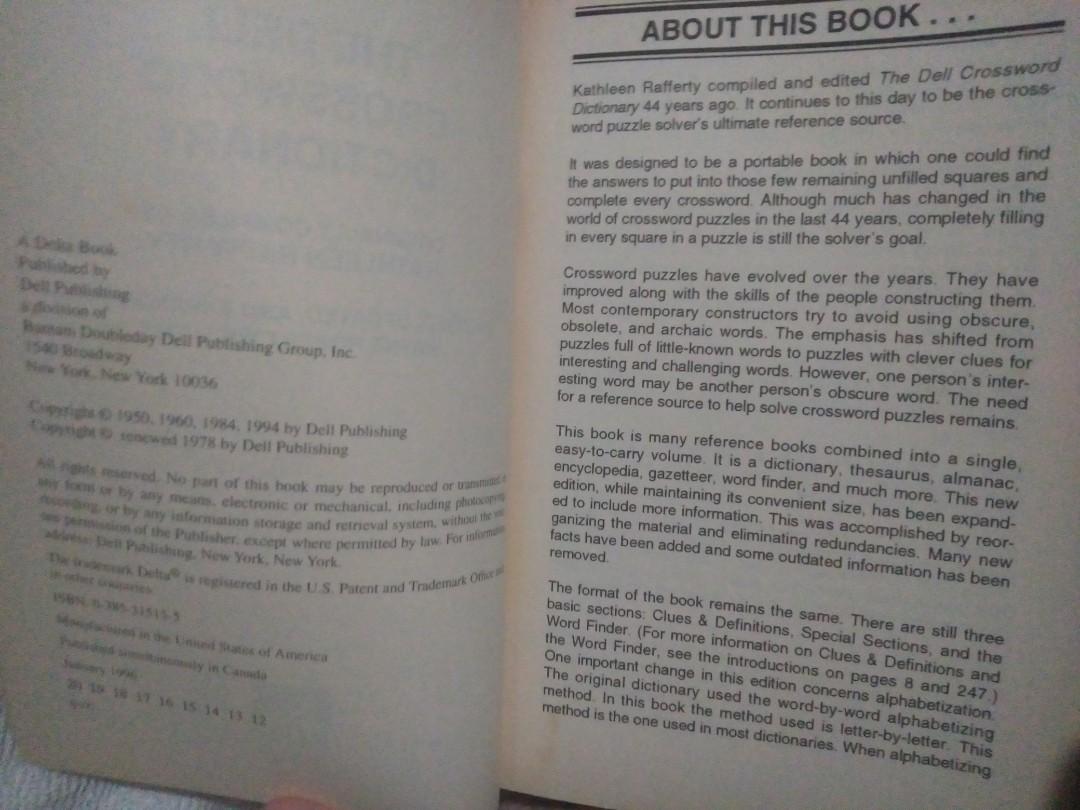 A Delta Book
Published by
Dell Publishing
a division of
Bantam Doubleday Dell Publishing Group, Inc.
1540 Broadway
New York, New York 10036
Copyright © 1950, 1960, 1984, 1994 by Dell Publishing
Copyright © renewed 1978 by Dell Publishing
All rights reserved. No part of this book may be reproduced or transmitted
any form or by any means, electronic or mechanical, including photocopying
recording, or by any information storage and retrieval system, without the
permission of the Publisher, except where permitted by law. For information
address: Dell Publishing, New York, New York.
The trademark Delta® is registered in the U.S. Patent and Trademark Office
in other countries.
ISBN: 0-385-31515-5
Manufactured in the United States of America
Published simultaneously in Canada
January 1996
20 19 18 17 16 15 14 13 12
ABOUT THIS BOOK . . .
Kathleen Rafferty compiled and edited The Dell Crossword
Dictionary 44 years ago. It continues to this day to be the cross-
word puzzle solver's ultimate reference source.
It was designed to be a portable book in which one could find
the answers to put into those few remaining unfilled squares and
complete every crossword. Although much has changed in the
world of crossword puzzles in the last 44 years, completely filling
in every square in a puzzle is still the solver's goal.
Crossword puzzles have evolved over the years. They have
improved along with the skills of the people constructing them.
Most contemporary constructors try to avoid using obscure,
obsolete, and archaic words. The emphasis has shifted from
puzzles full of little-known words to puzzles with clever clues for
interesting and challenging words. However, one person's inter-
esting word may be another person's obscure word. The need
for a reference source to help solve crossword puzzles remains.
This book is many reference books combined into a single,
easy-to-carry volume. It is a dictionary, thesaurus, almanac,
encyclopedia, gazetteer, word finder, and much more. This new
edition, while maintaining its convenient size, has been expand-
ed to include more information. This was accomplished by reor-
ganizing the material and eliminating redundancies. Many new
facts have been added and some outdated information has been
removed.
The format of the book remains the same. There are still three
basic sections: Clues & Definitions, Special Sections, and the
Word Finder. (For more information on Clues & Definitions and
the Word Finder, see the introductions on pages 8 and 247.)
One important change in this edition concerns alphabetization.
The original dictionary used the word-by-word alphabetizing
method. In this book the method used is letter-by-letter. This
method is the one used in most dictionaries. When alphabetizing